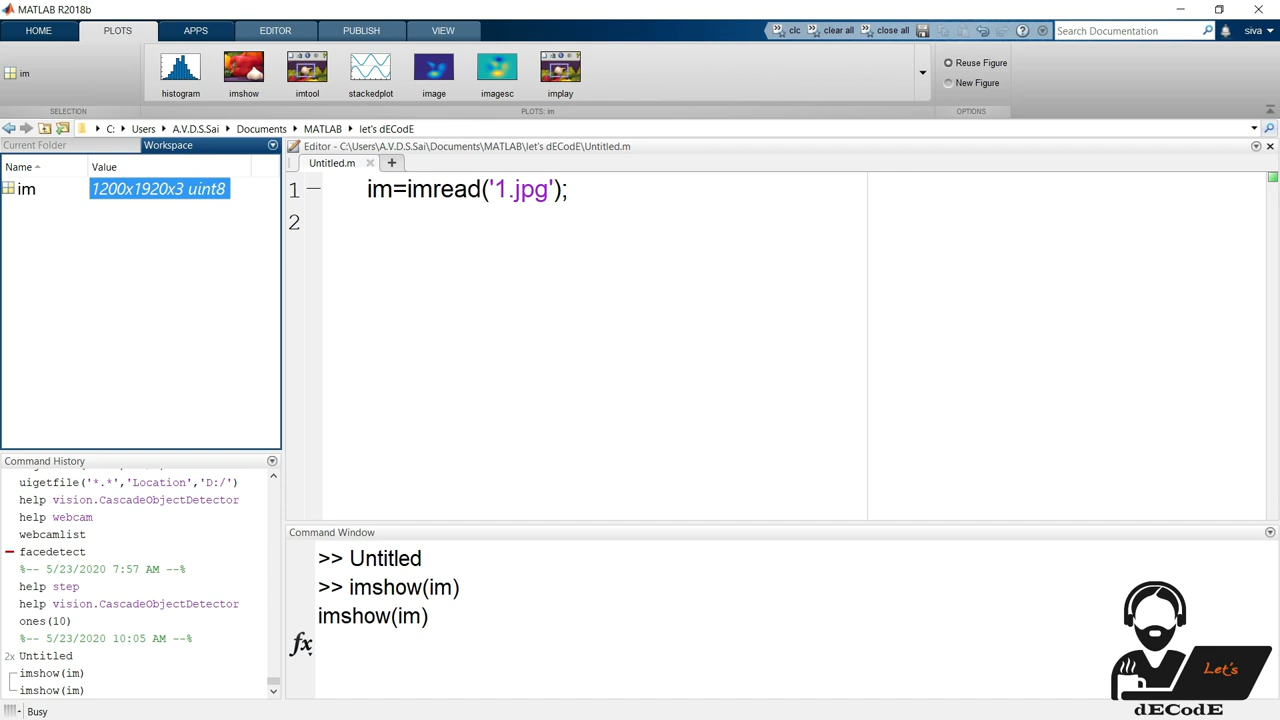 MATLAB R2018b
HOME PLOTS APPS EDITOR PUBLISH VIEW clc clear all close all Search Documentation siva
im
histogram imshow imtool stackedplot image imagesc implay
Reuse Figure
New Figure
SELECTION PLOTS: im OPTIONS
C: Users A.V.D.S.Sai Documents MATLAB let's dECodE
Current Folder Workspace
Name Value
im 1200x1920x3 uint8
Editor - C:\Users\A.V.D.S.Sai\Documents\MATLAB\let's dECodE\Untitled.m
Untitled.m
1 im=imread('1.jpg');
2
Command History
uigetfile('*.*','Location','D:/')
help vision.CascadeObjectDetector
help webcam
webcamlist
facedetect
%-- 5/23/2020 7:57 AM --%
help step
help vision.CascadeObjectDetector
ones(10)
%-- 5/23/2020 10:05 AM --%
2x Untitled
imshow(im)
imshow(im)
Command Window
>> Untitled
>> imshow(im)
imshow(im)
fx
Let's
dECodE
Busy